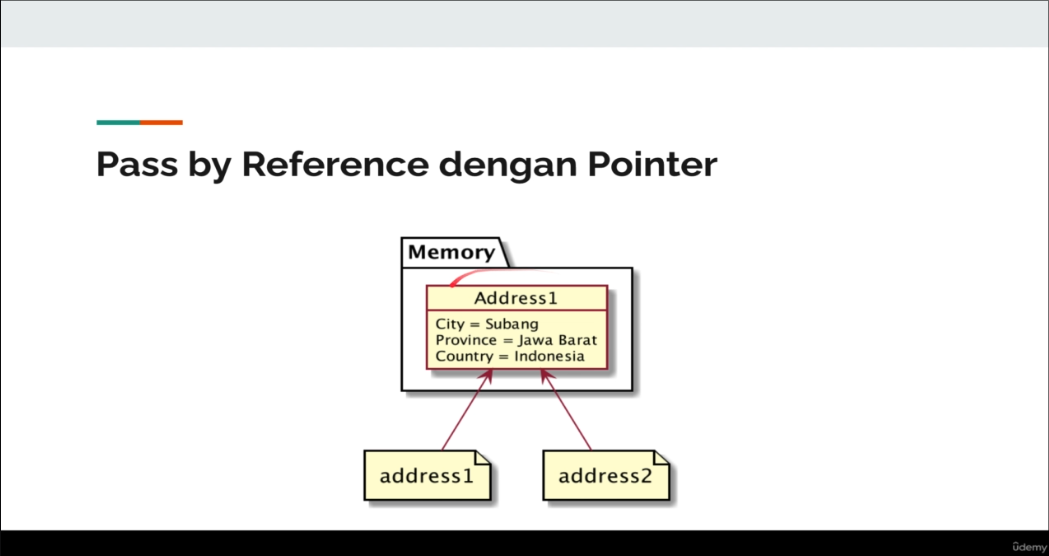 Pass by Reference dengan Pointer
Memory
Address1
City = Subang
Province = Jawa Barat
Country = Indonesia
address1
address2
ûdemy